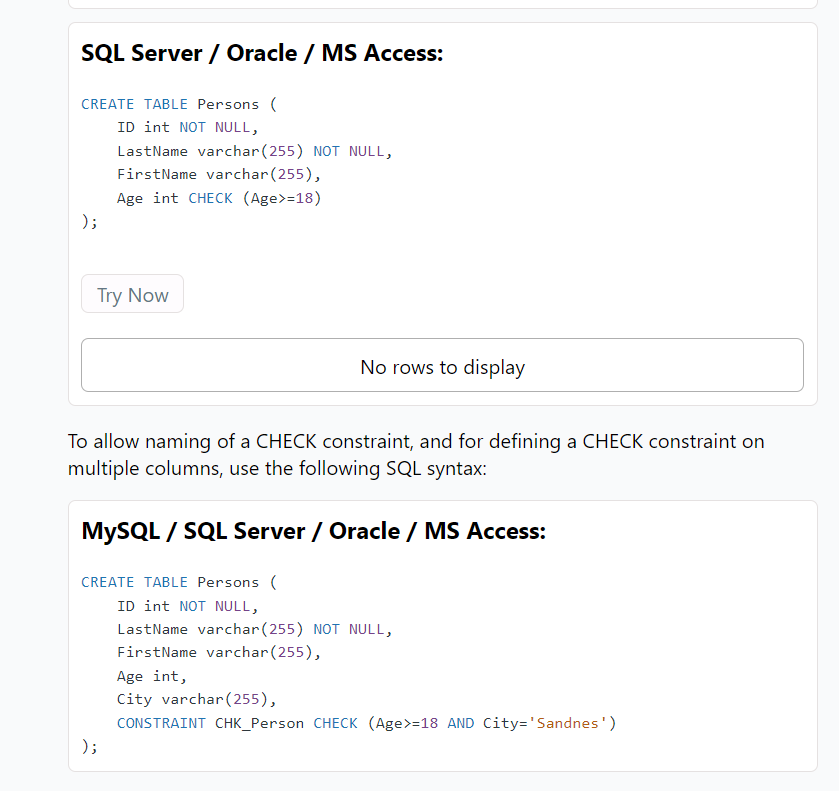 SQL Server / Oracle / MS Access:
CREATE TABLE Persons (
    ID int NOT NULL,
    LastName varchar(255) NOT NULL,
    FirstName varchar(255),
    Age int CHECK (Age>=18)
);
Try Now
No rows to display
To allow naming of a CHECK constraint, and for defining a CHECK constraint on
multiple columns, use the following SQL syntax:
MySQL / SQL Server / Oracle / MS Access:
CREATE TABLE Persons (
    ID int NOT NULL,
    LastName varchar(255) NOT NULL,
    FirstName varchar(255),
    Age int,
    City varchar(255),
    CONSTRAINT CHK_Person CHECK (Age>=18 AND City='Sandnes')
);